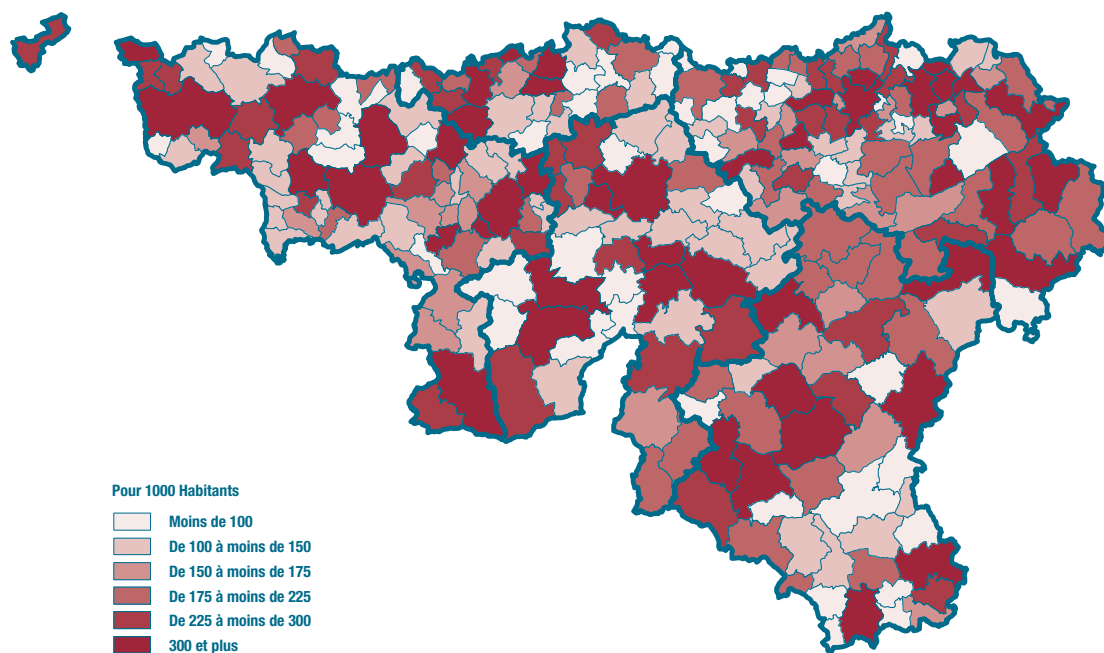 Pour 1000 Habitants
Moins de 100
De 100 à moins de 150
De 150 à moins de 175
De 175 à moins de 225
De 225 à moins de 300
300 et plus